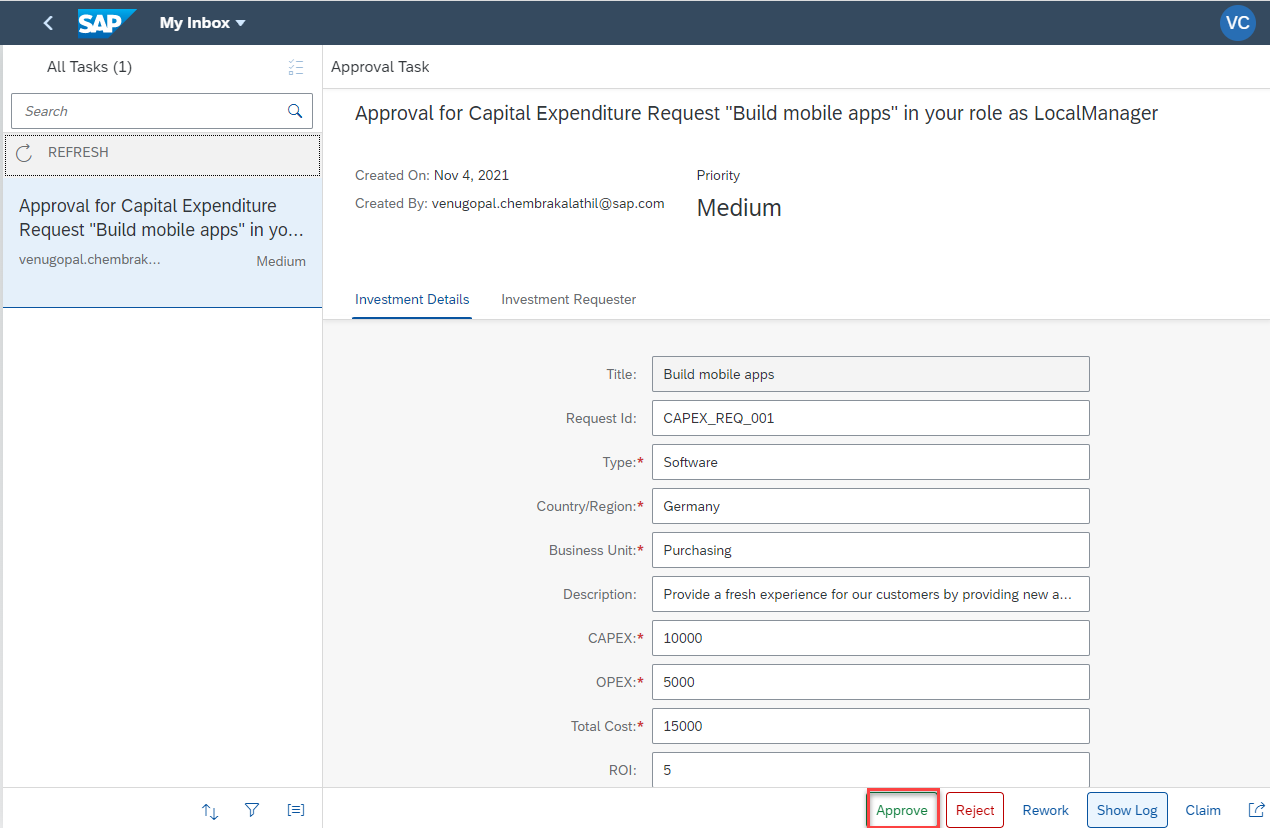 SAP My Inbox VC
All Tasks (1)
Search
REFRESH
Approval for Capital Expenditure
Request "Build mobile apps" in yo...
venugopal.chembrak...
Medium
Approval Task
Approval for Capital Expenditure Request "Build mobile apps" in your role as LocalManager
Created On: Nov 4, 2021
Created By: venugopal.chembrakalathil@sap.com
Priority
Medium
Investment Details Investment Requester
Title: Build mobile apps
Request Id: CAPEX_REQ_001
Type:* Software
Country/Region:* Germany
Business Unit:* Purchasing
Description: Provide a fresh experience for our customers by providing new a...
CAPEX:* 10000
OPEX:* 5000
Total Cost:* 15000
ROI: 5
Approve Reject Rework Show Log Claim